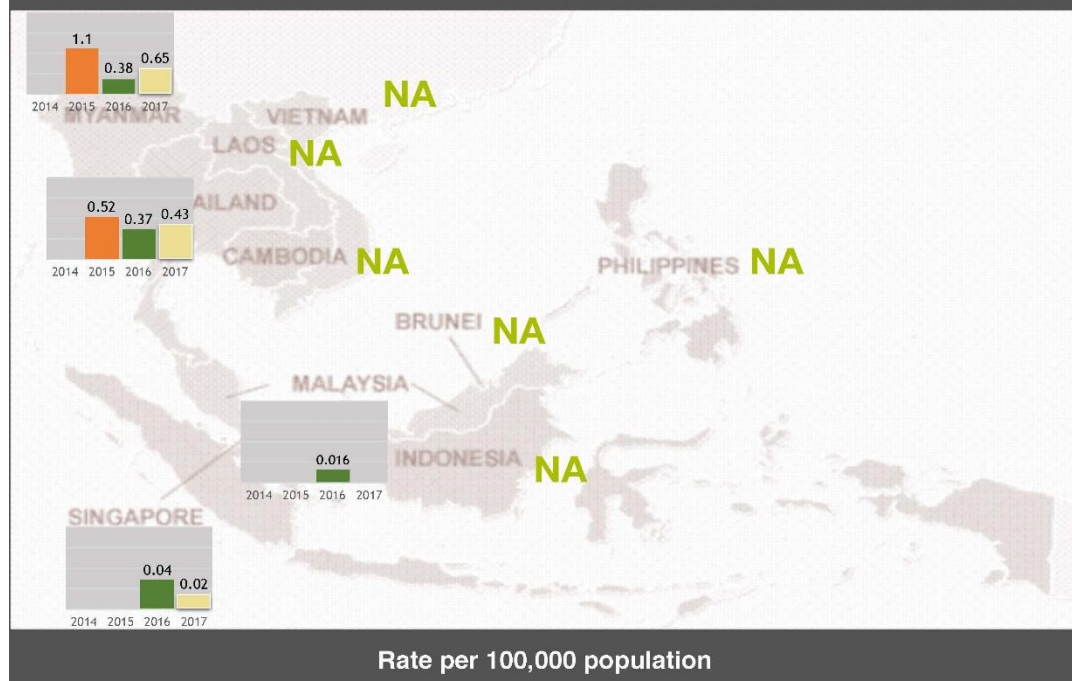 1.1
0.38
0.65
2014 2015 2016 2017
NA
MYANMAR
VIETNAM
LAOS NA
0.52
0.37
0.43
AILAND
2014 2015 2016 2017
CAMBODIA NA
PHILIPPINES NA
BRUNEI NA
MALAYSIA
0.016
2014 2015 2016 2017
INDONESIA NA
SINGAPORE
0.04
0.02
2014 2015 2016 2017
Rate per 100,000 population